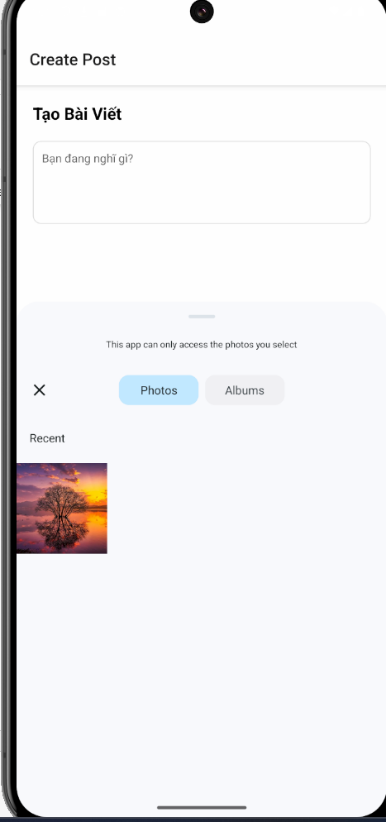 Create Post
Tạo Bài Viết
Bạn đang nghĩ gì?
This app can only access the photos you select
Photos
Albums
Recent